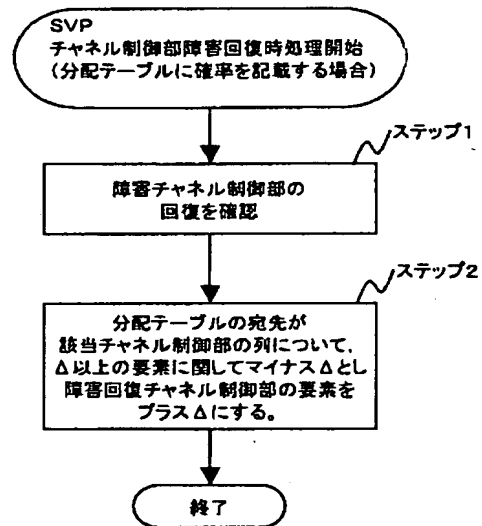 SVP
チャネル制御部障害回復時処理開始
(分配テーブルに確率を記載する場合)
ステップ1
障害チャネル制御部の
回復を確認
ステップ2
分配テーブルの宛先が
該当チャネル制御部の列について、
Δ以上の要素に関してマイナスΔとし
障害回復チャネル制御部の要素を
プラスΔにする。
終了